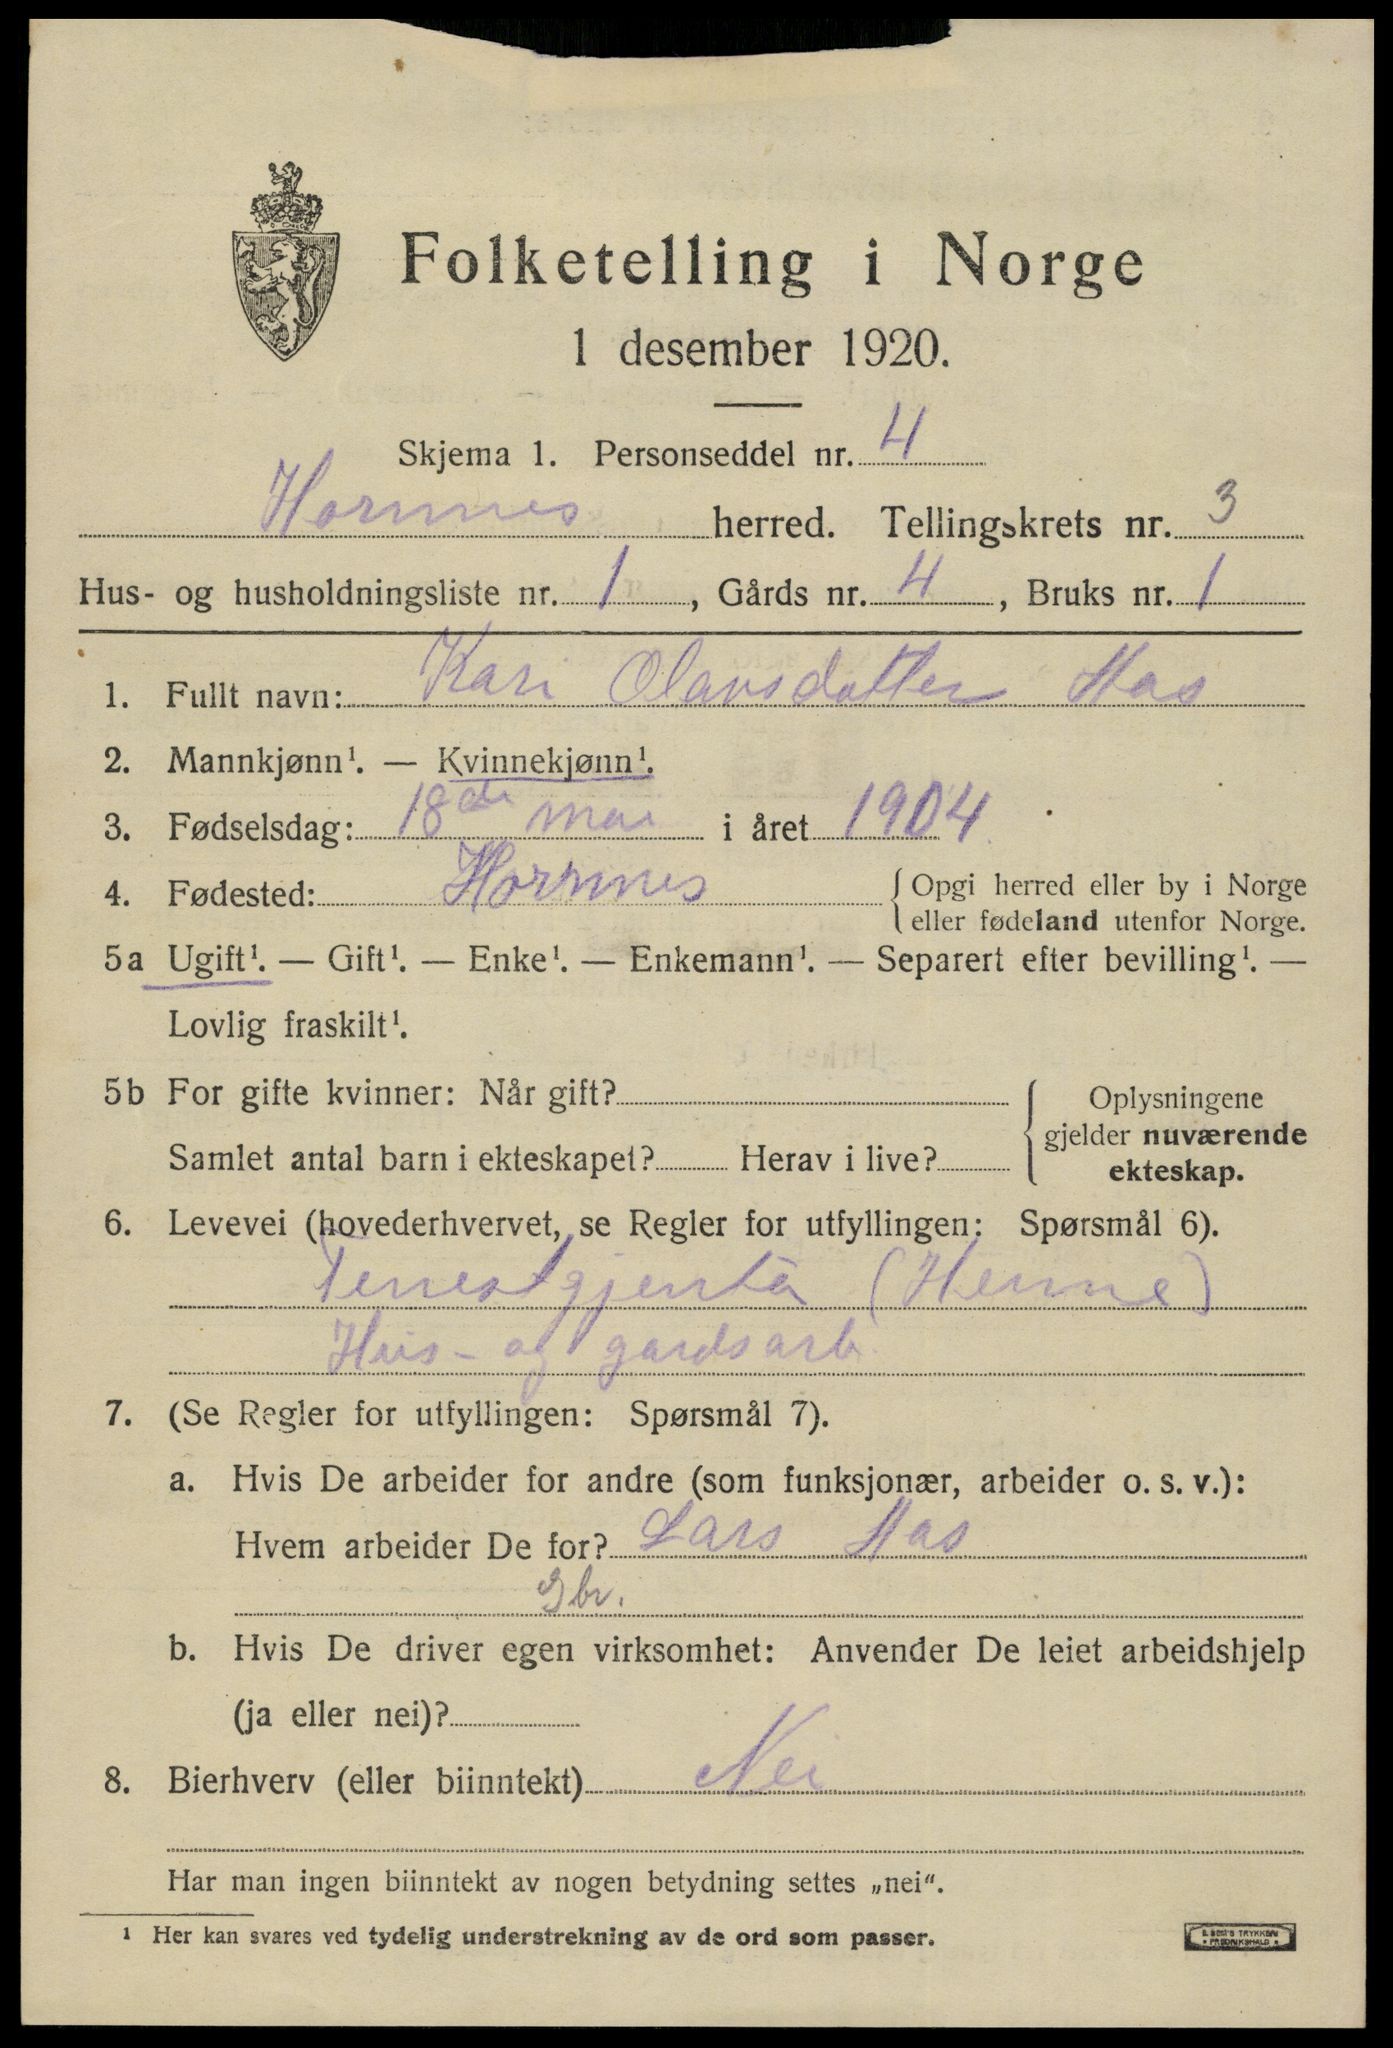 Folketelling i Norge
1 desember 1920.
Skjema 1. Personseddel nr. 4
Hornnes herred. Tellingskrets nr. 3
Hus- og husholdningsliste nr. 1, Gårds nr. 4, Bruks nr. 1
1. Fullt navn: Kari Olavsdatter Aas
2. Mannkjønn¹. — Kvinnekjønn¹.
3. Fødselsdag: 18de mai i året 1904
4. Fødested: Hornnes { Opgi herred eller by i Norge
eller fødeland utenfor Norge.
5a Ugift¹. — Gift¹. — Enke¹. — Enkemann¹. — Separert efter bevilling¹. —
Lovlig fraskilt¹.
5b For gifte kvinner: Når gift? { Oplysningene
gjelder nuværende
Samlet antal barn i ekteskapet? Herav i live?
ekteskap.
6. Levevei (hovederhvervet, se Regler for utfyllingen: Spørsmål 6).
Tenestgjenta (Heime)
Hus- og gardsarb.
7. (Se Regler for utfyllingen: Spørsmål 7).
a. Hvis De arbeider for andre (som funksjonær, arbeider o. s. v.):
Hvem arbeider De for? Lars Aas
Gbr.
b. Hvis De driver egen virksomhet: Anvender De leiet arbeidshjelp
(ja eller nei)?
8. Bierhverv (eller biinntekt) Nei
Har man ingen biinntekt av nogen betydning settes „nei“.
¹ Her kan svares ved tydelig understrekning av de ord som passer.
TRYKKERI
• FREDRIKSHALD •